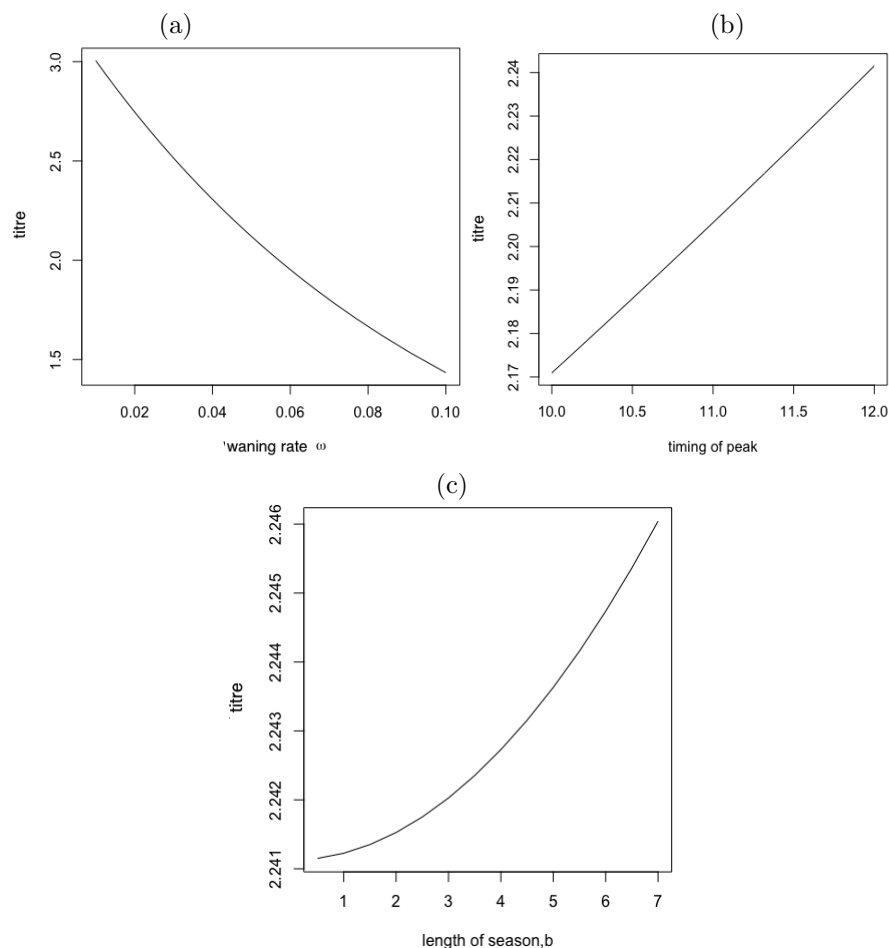 (a)
3.0
2.5
2.0
1.5
titre
0.02 0.04 0.06 0.08 0.10
'waning rate ω
(b)
2.24
2.23
2.22
2.21
2.20
2.19
2.18
2.17
titre
10.0 10.5 11.0 11.5 12.0
timing of peak
(c)
2.246
2.245
2.244
2.243
2.242
2.241
titre
1 2 3 4 5 6 7
length of season,b